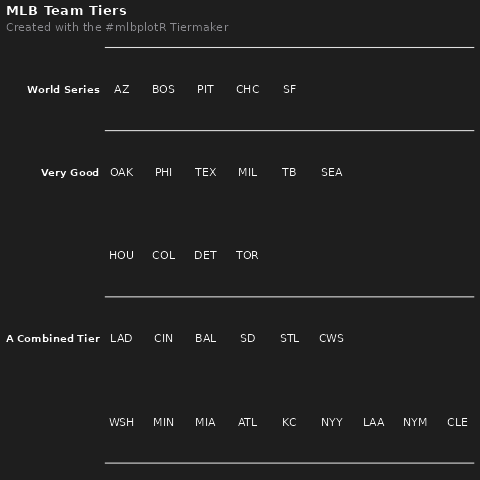 MLB Team Tiers
Created with the #mlbplotR Tiermaker
World Series AZ BOS PIT CHC SF
Very Good OAK PHI TEX MIL TB SEA
HOU COL DET TOR
A Combined Tier LAD CIN BAL SD STL CWS
WSH MIN MIA ATL KC NYY LAA NYM CLE